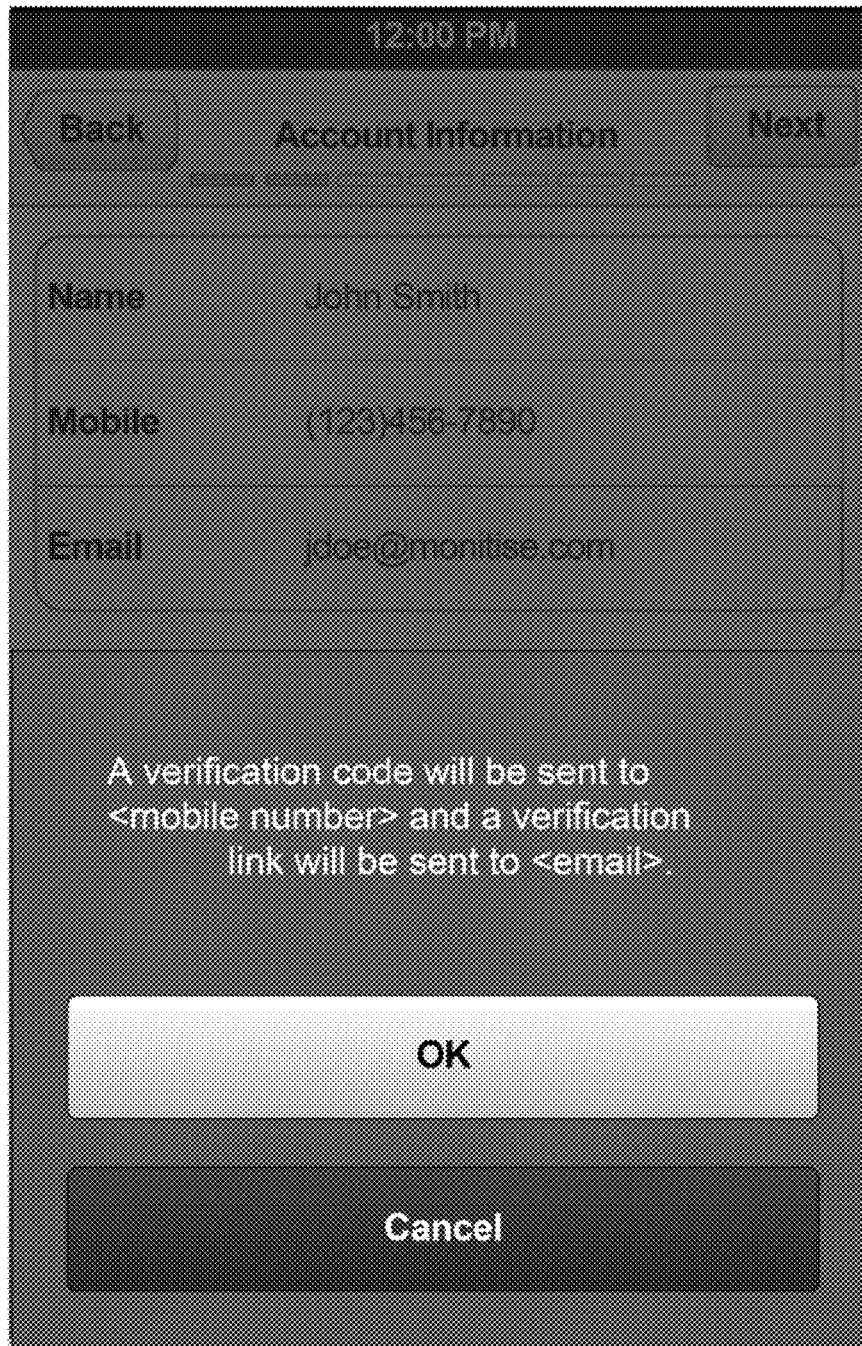 12:00 PM
Back Account Information Next
Name John Smith
Mobile (123)456-7890
Email jdoe@monitise.com
A verification code will be sent to
<mobile number> and a verification
link will be sent to <email>.
OK
Cancel